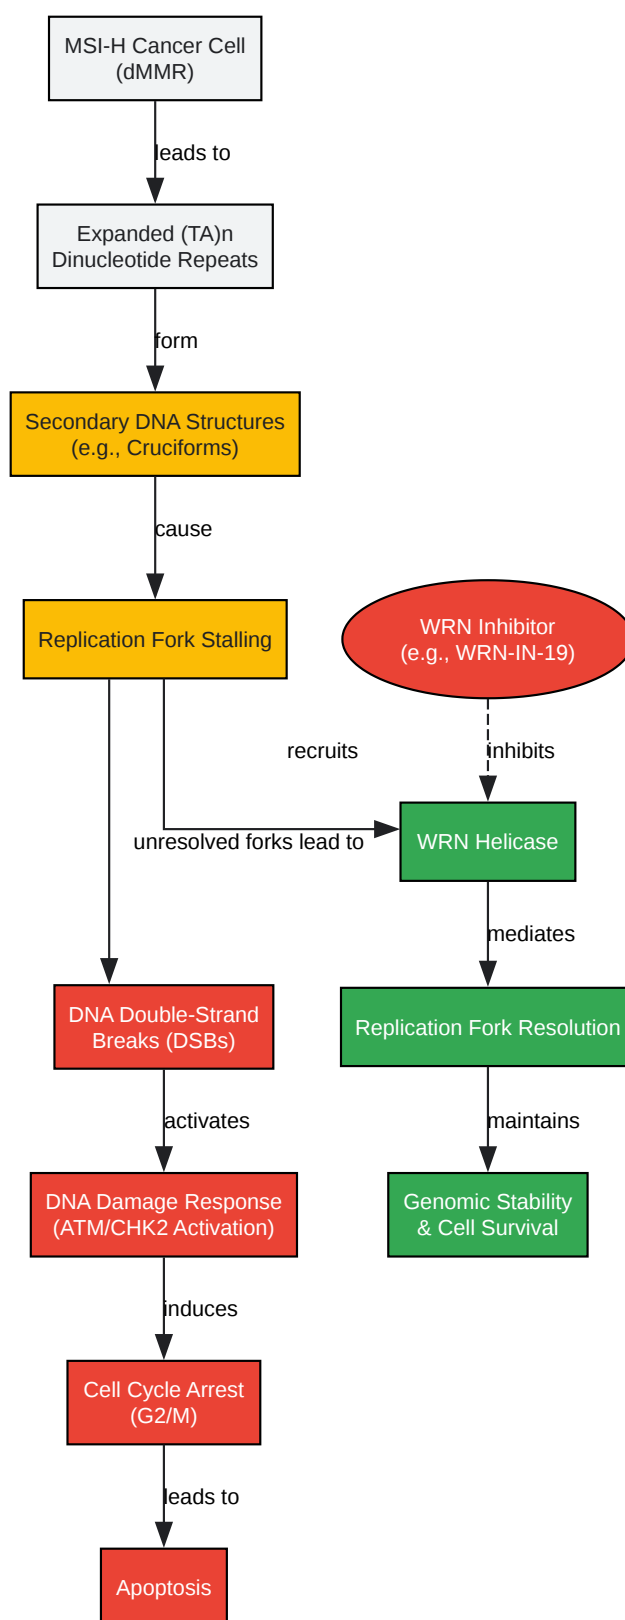 MSI-H Cancer Cell
(dMMR)
leads to
Expanded (TA)n
Dinucleotide Repeats
form
Secondary DNA Structures
(e.g., Cruciforms)
cause
Replication Fork Stalling
WRN Inhibitor
(e.g., WRN-IN-19)
recruits
inhibits
unresolved forks lead to
WRN Helicase
mediates
DNA Double-Strand
Breaks (DSBs)
Replication Fork Resolution
activates
maintains
DNA Damage Response
(ATM/CHK2 Activation)
Genomic Stability
& Cell Survival
induces
Cell Cycle Arrest
(G2/M)
leads to
Apoptosis